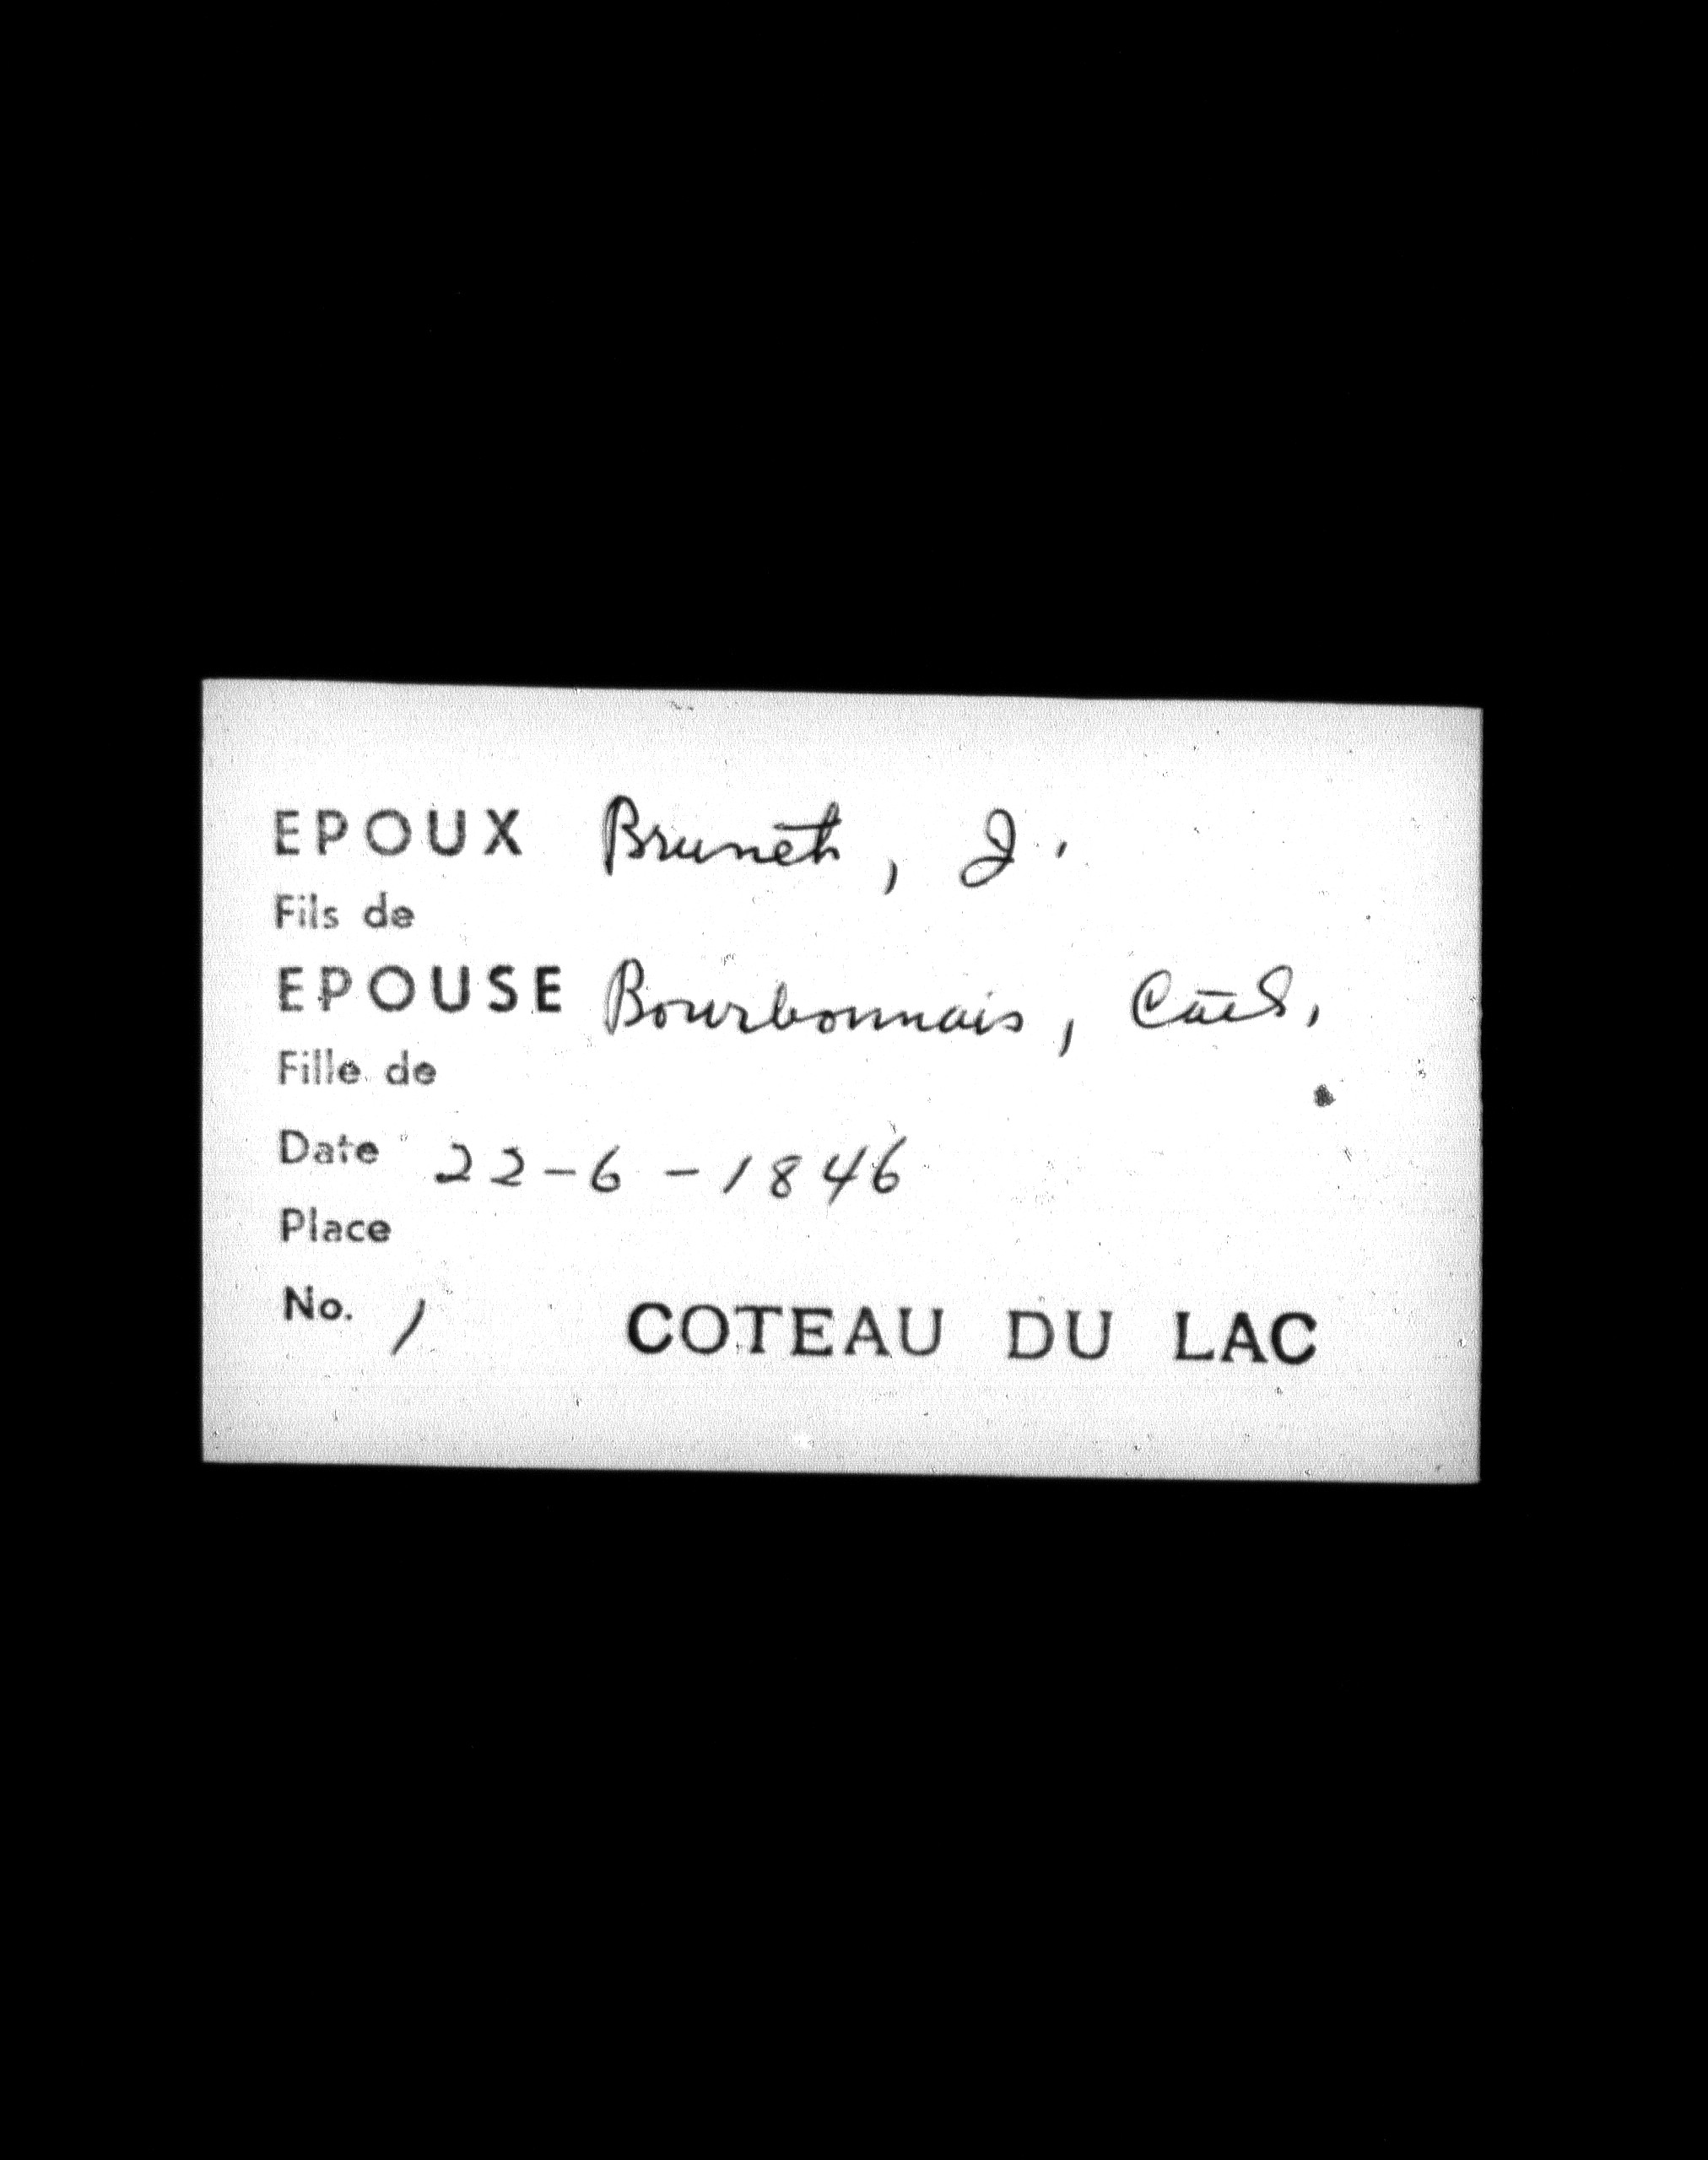 EPOUX Brunet, J.
Fils de
EPOUSE Bourbonnais, Cath,
Fille de
Date 22-6-1846
Place
No. 1 COTEAU DU LAC